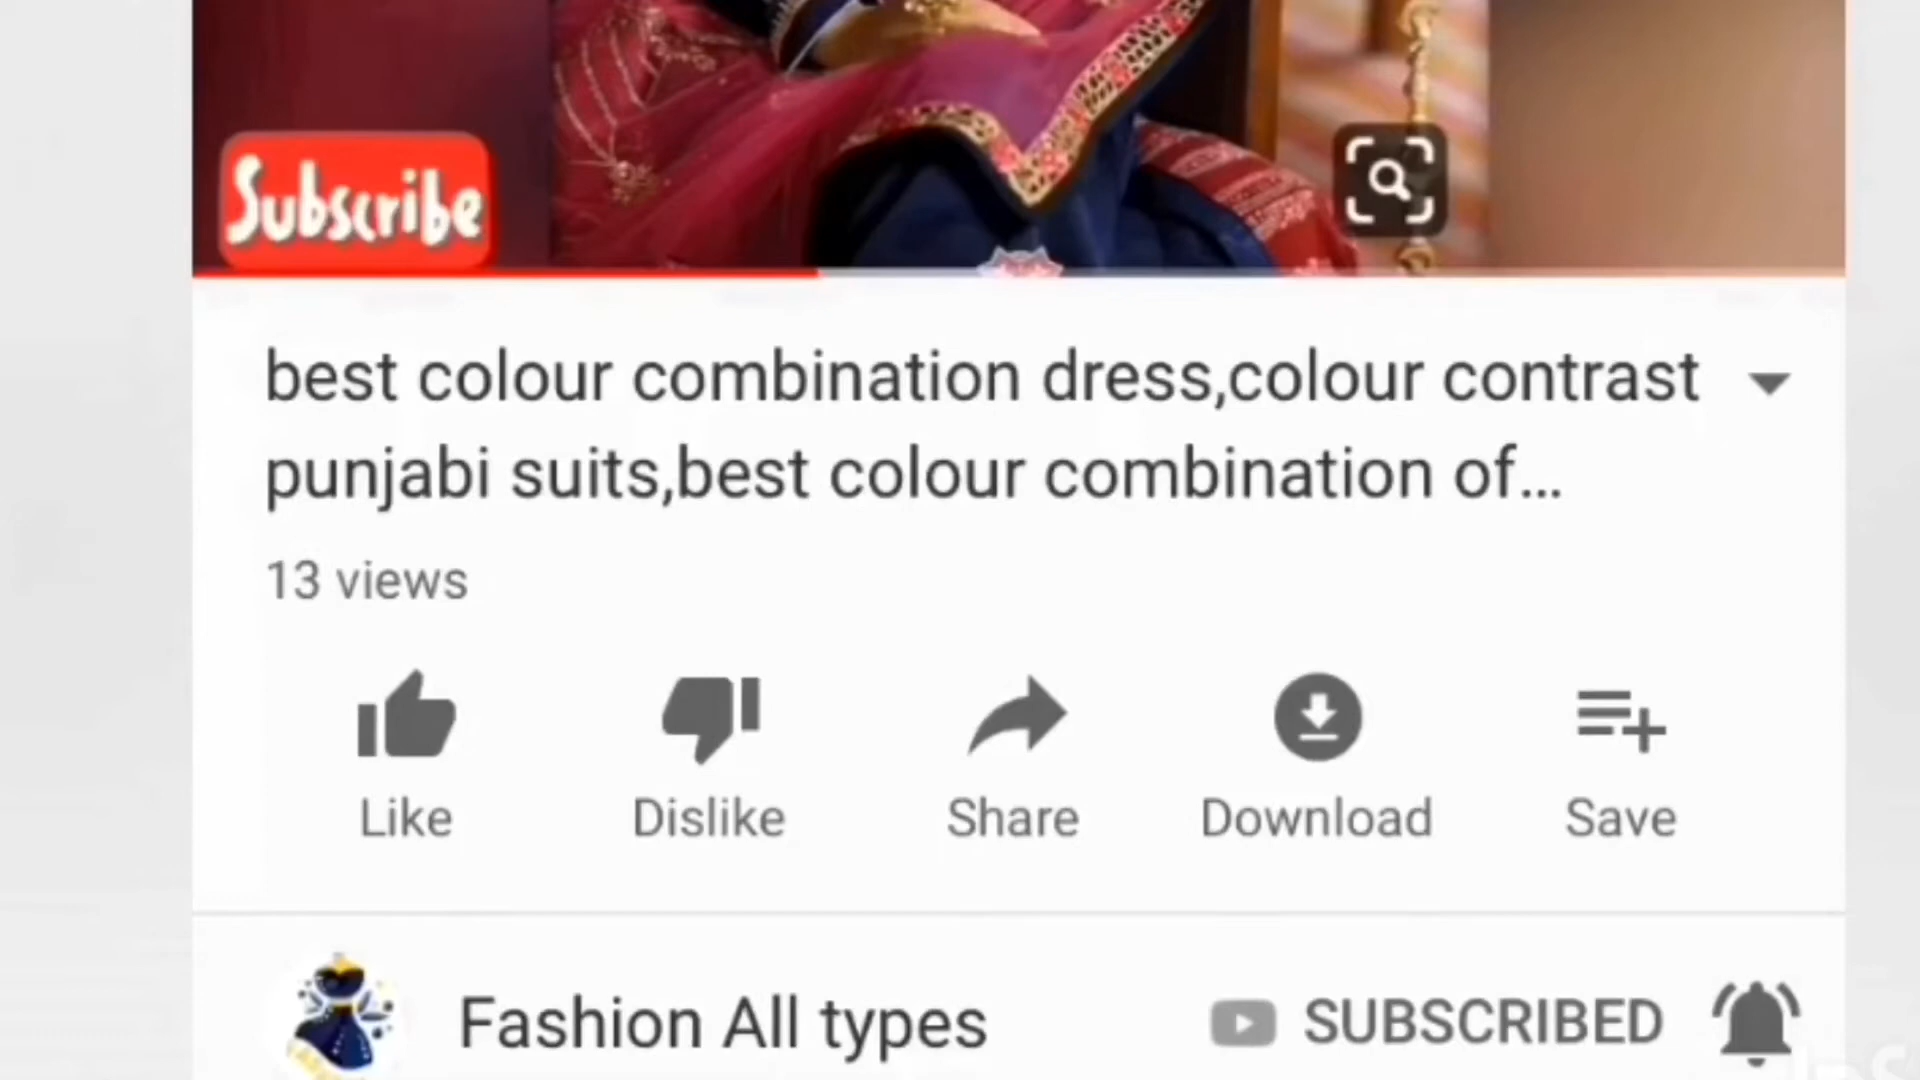 Subscribe
best colour combination dress,colour contrast
punjabi suits,best colour combination of...
13 views
Like
Dislike
Share
Download
Save
Fashion All types
SUBSCRIBED